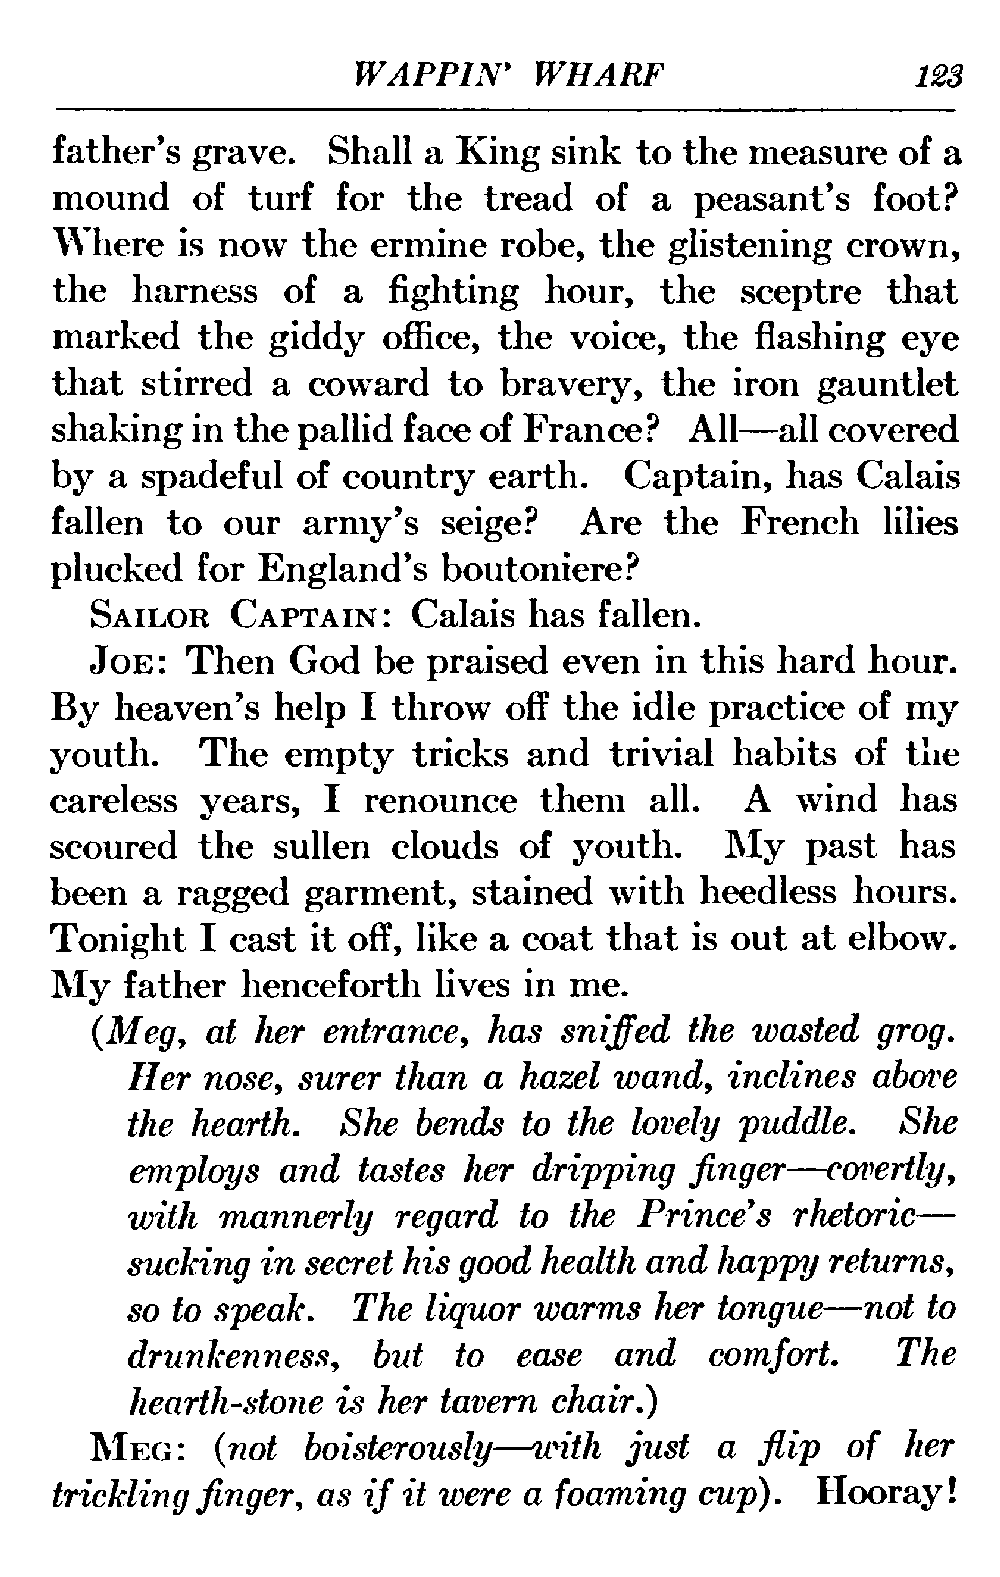 WAPPIN' WHARF 123
father's grave. Shall a King sink to the measure of a
mound of turf for the tread of a peasant's foot?
Where is now the ermine robe, the glistening crown,
the harness of a fighting hour, the sceptre that
marked the giddy office, the voice, the flashing eye
that stirred a coward to bravery, the iron gauntlet
shaking in the pallid face of France? All—all covered
by a spadeful of country earth. Captain, has Calais
fallen to our army's seige? Are the French lilies
plucked for England's boutoniere?
SAILOR CAPTAIN: Calais has fallen.
JOE: Then God be praised even in this hard hour.
By heaven's help I throw off the idle practice of my
youth. The empty tricks and trivial habits of the
careless years, I renounce them all. A wind has
scoured the sullen clouds of youth. My past has
been a ragged garment, stained with heedless hours.
Tonight I cast it off, like a coat that is out at elbow.
My father henceforth lives in me.
(Meg, at her entrance, has sniffed the wasted grog.
Her nose, surer than a hazel wand, inclines above
the hearth. She bends to the lovely puddle. She
employs and tastes her dripping finger—covertly,
with mannerly regard to the Prince's rhetoric—
sucking in secret his good health and happy returns,
so to speak. The liquor warms her tongue—not to
drunkenness, but to ease and comfort. The
hearth-stone is her tavern chair.)
MEG: (not boisterously—with just a flip of her
trickling finger, as if it were a foaming cup). Hooray!